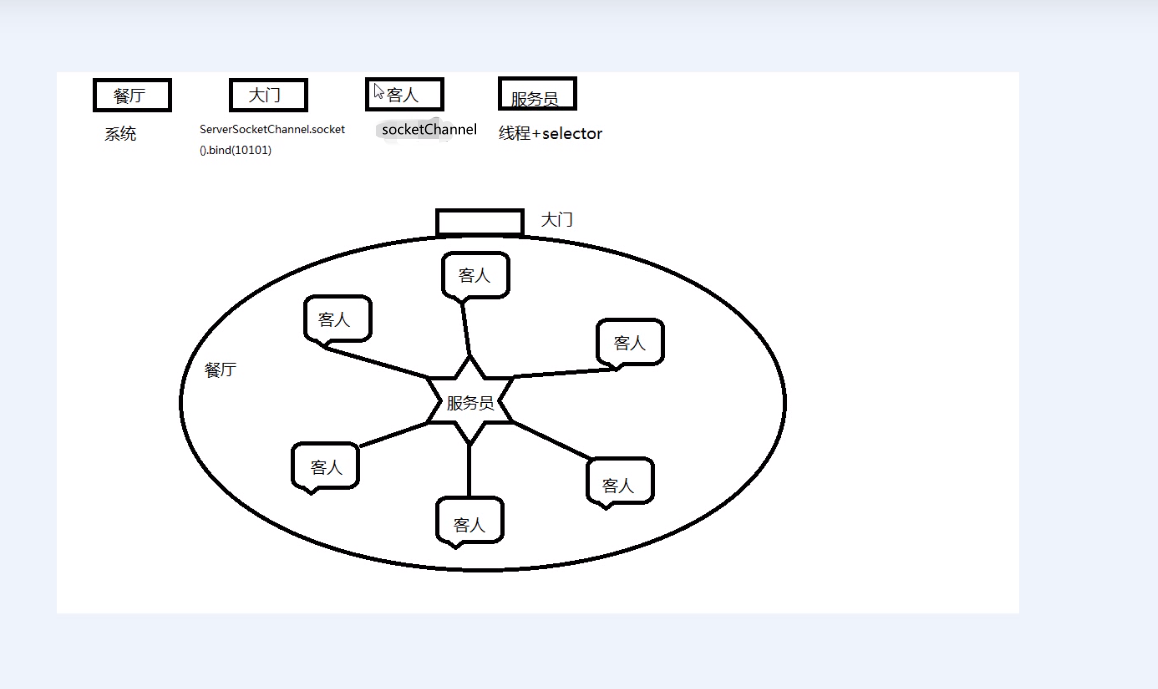 餐厅
大门
客人
服务员
系统
ServerSocketChannel.socket
().bind(10101)
socketChannel
线程+selector
大门
客人
客人
客人
餐厅
服务员
客人
客人
客人